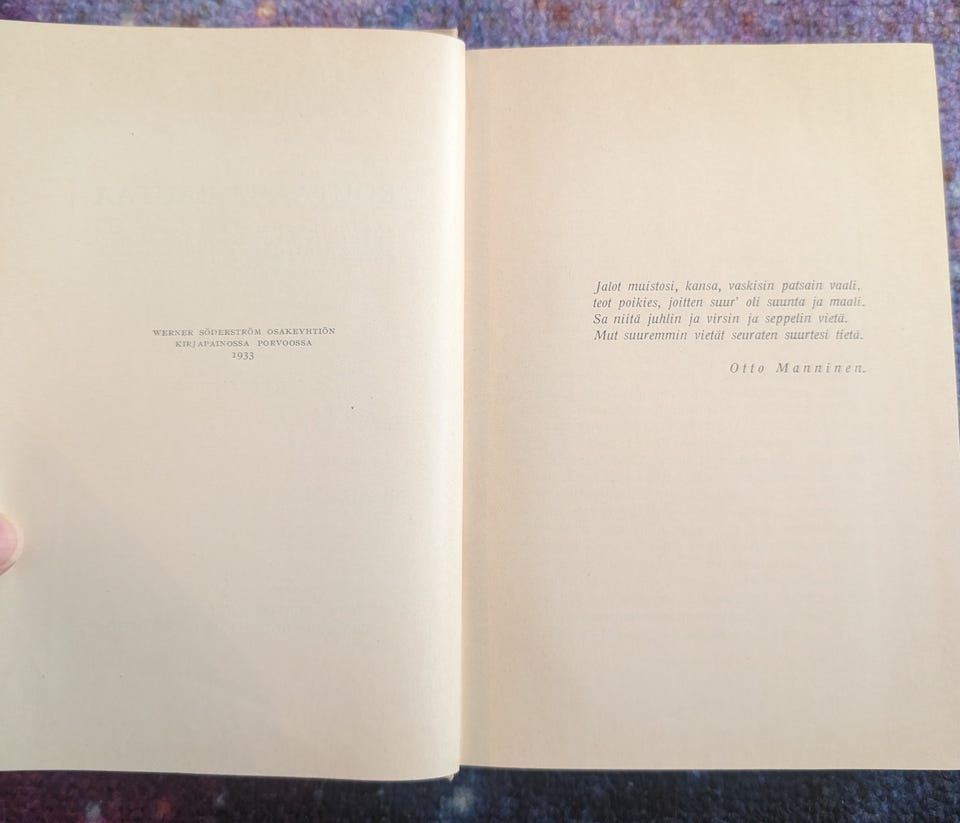 WERNER SÖDERSTRÖM OSAKEYHTIÖN
KIRJAPAINOSSA PORVOOSSA
1933
Jalot muistosi, kansa, vaskisin patsain vaali,
teot poikies, joitten suur' oli suunta ja maali.
Sa niitä juhlin ja virsin ja seppelin vietä.
Mut suuremmin vietät seuraten suurtesi tietä.
Otto Manninen.